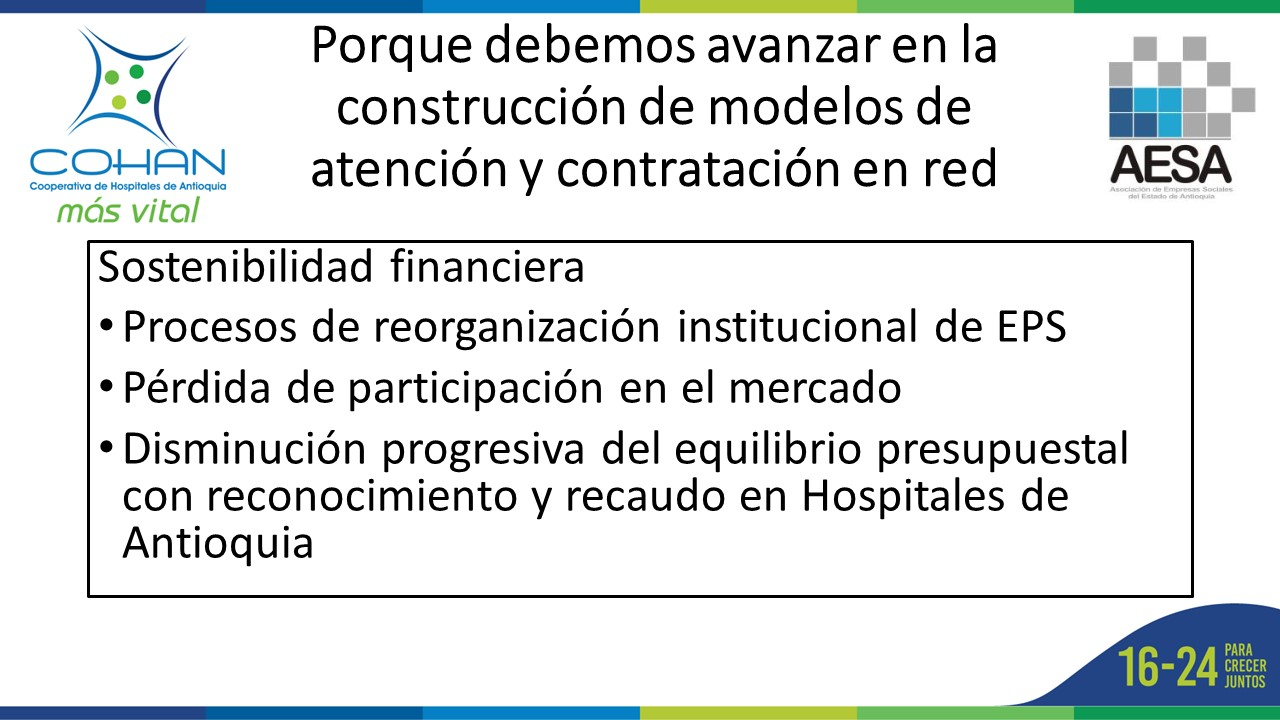 Porque debemos avanzar en la
construcción de modelos de
atención y contratación en red
COHAN
Cooperativa de Hospitales de Antioquia
más vital
AESA
Asociación de Empresas Sociales
del Estado de Antioquia
Sostenibilidad financiera
• Procesos de reorganización institucional de EPS
• Pérdida de participación en el mercado
• Disminución progresiva del equilibrio presupuestal
con reconocimiento y recaudo en Hospitales de
Antioquia
16-24
PARA
CRECER
JUNTOS